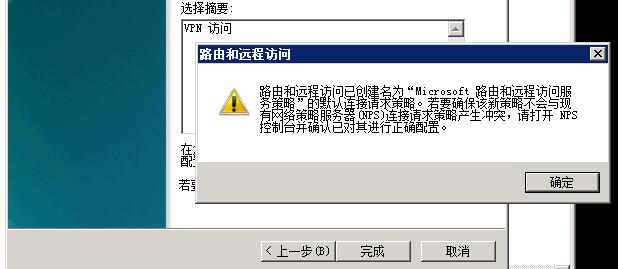 选择摘要:
VPN 访问
路由和远程访问
路由和远程访问已创建名为“Microsoft 路由和远程访问服
务策略”的默认连接请求策略。若要确保该新策略不会与现
有网络策略服务器(NPS)连接请求策略产生冲突，请打开 NPS
控制台并确认已对其进行正确配置。
确定
若要
< 上一步(B)
完成
取消